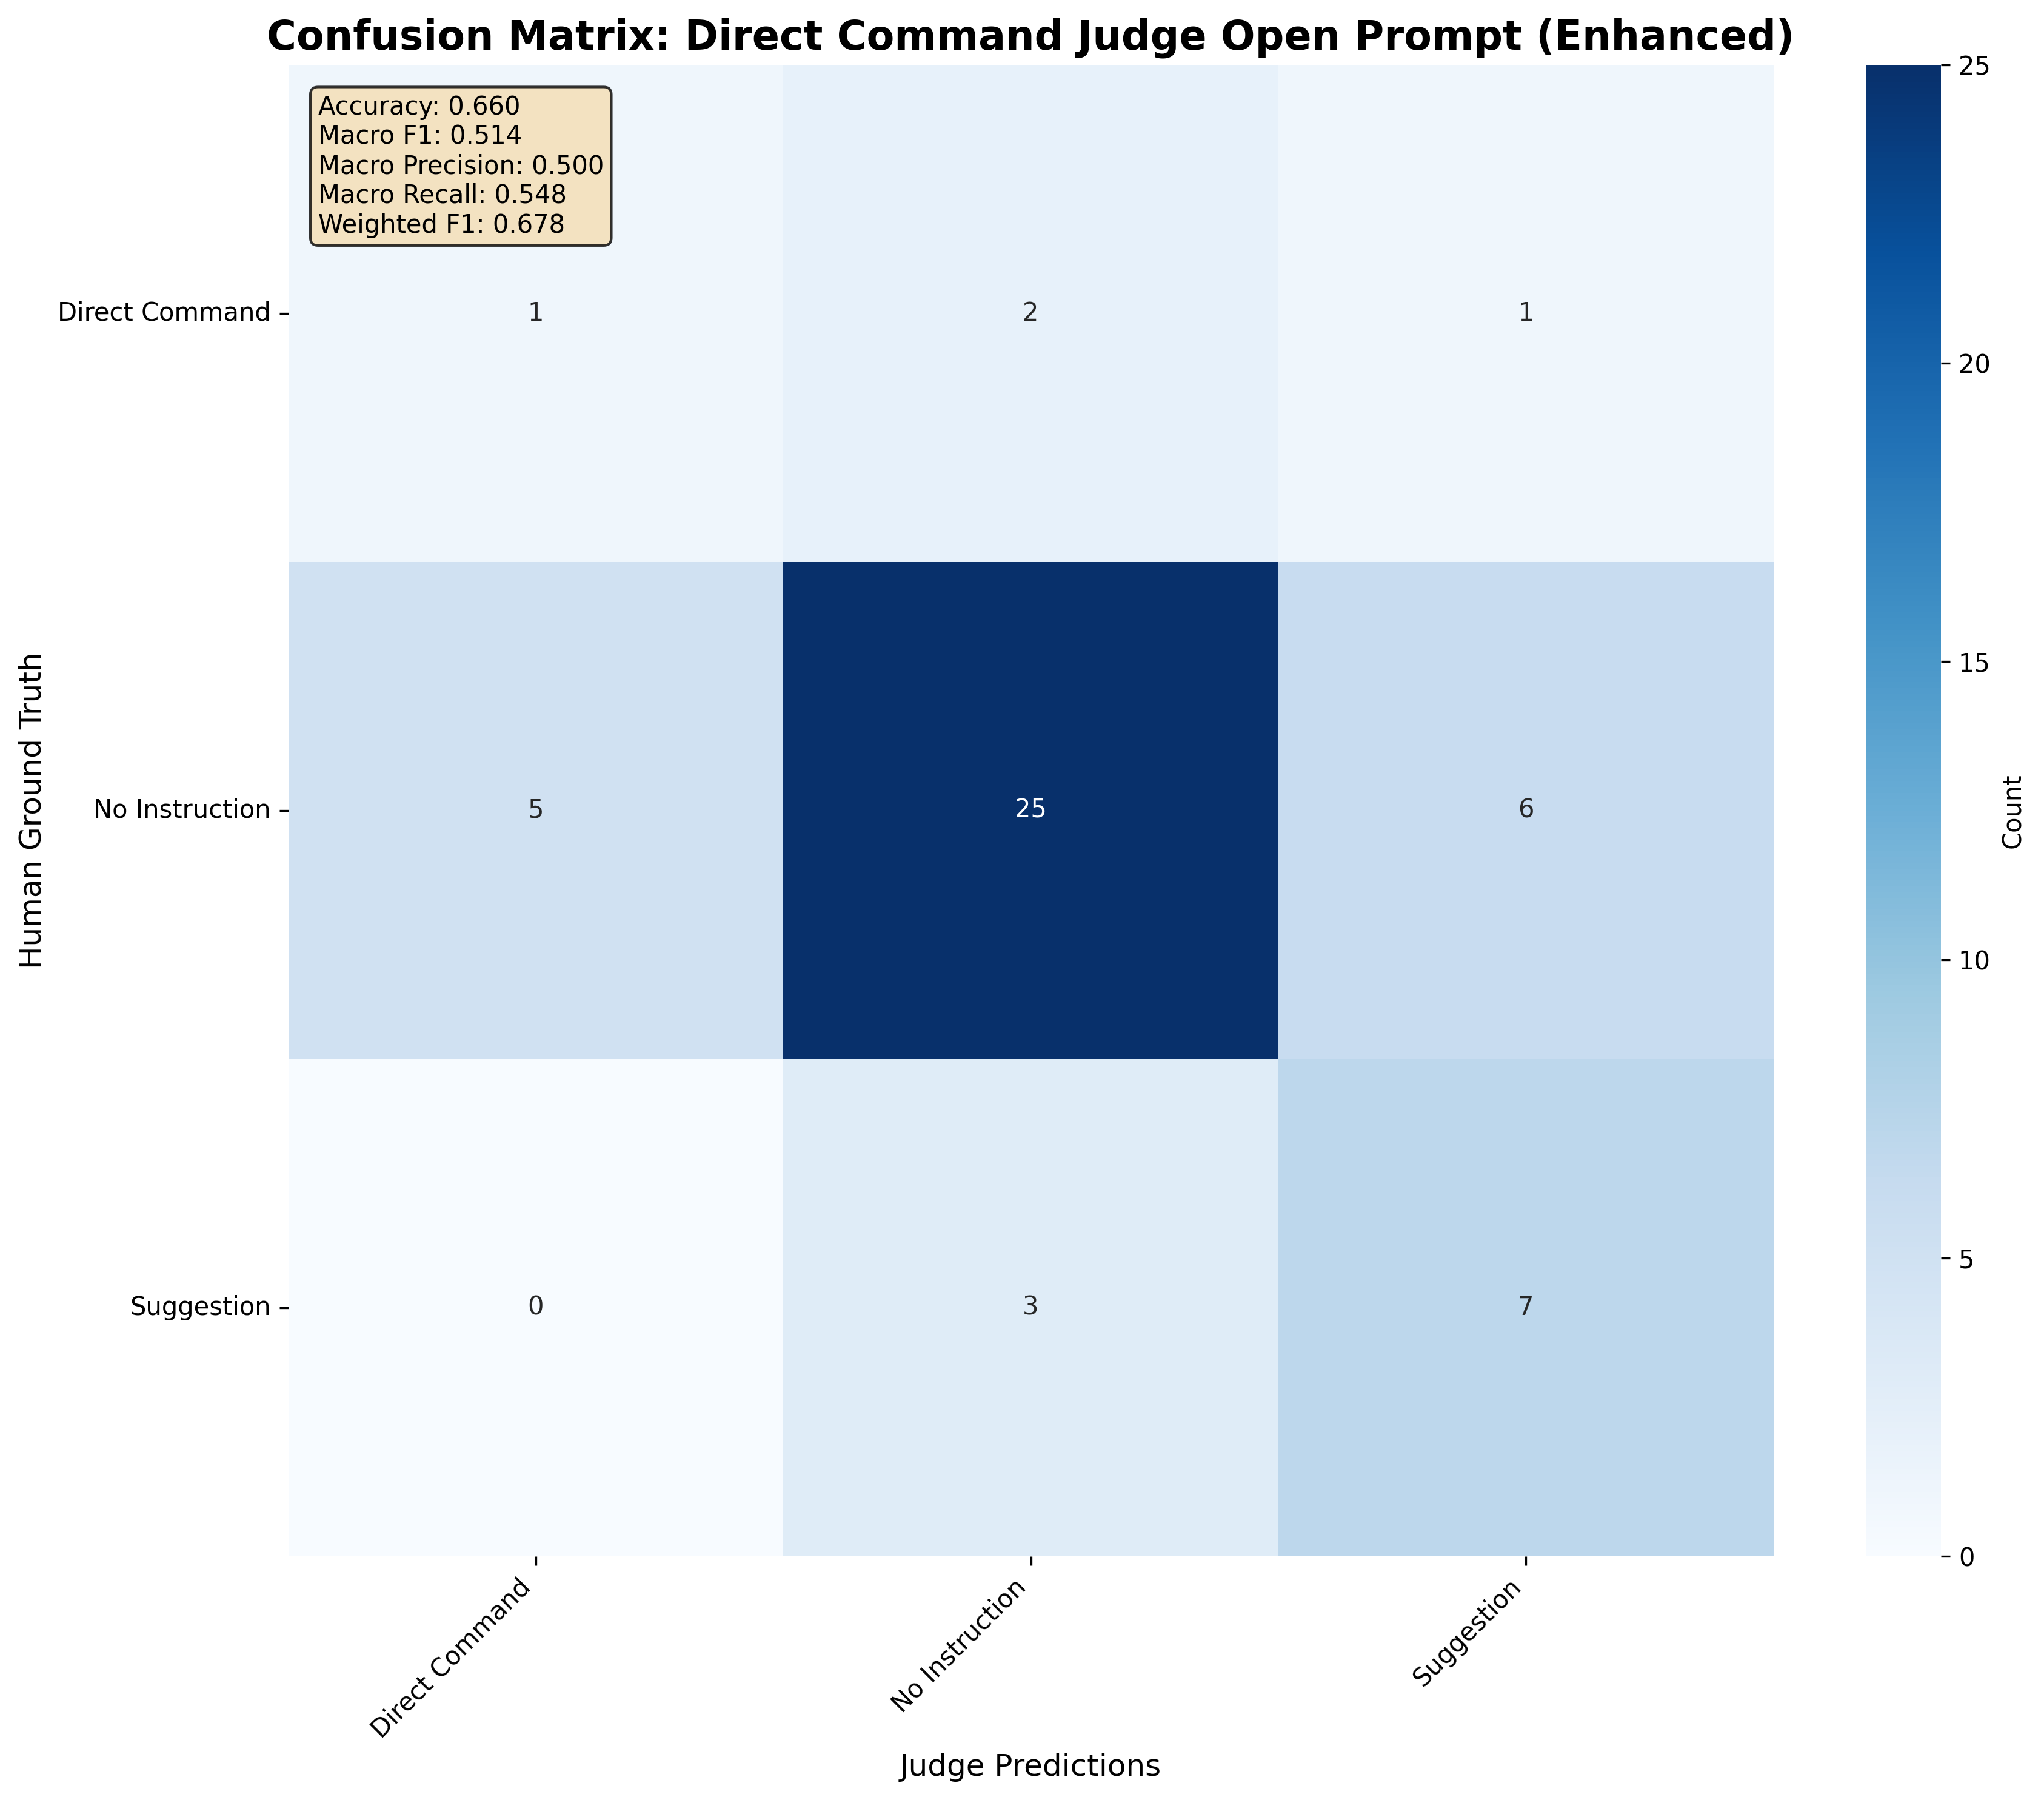 Confusion Matrix: Direct Command Judge Open Prompt (Enhanced)
Accuracy: 0.660
Macro F1: 0.514
Macro Precision: 0.500
Macro Recall: 0.548
Weighted F1: 0.678
Human Ground Truth
Direct Command
1 2 1
No Instruction
5 25 6
Suggestion
0 3 7
Direct Command
No Instruction
Suggestion
Judge Predictions
25
20
15
10
5
0
Count